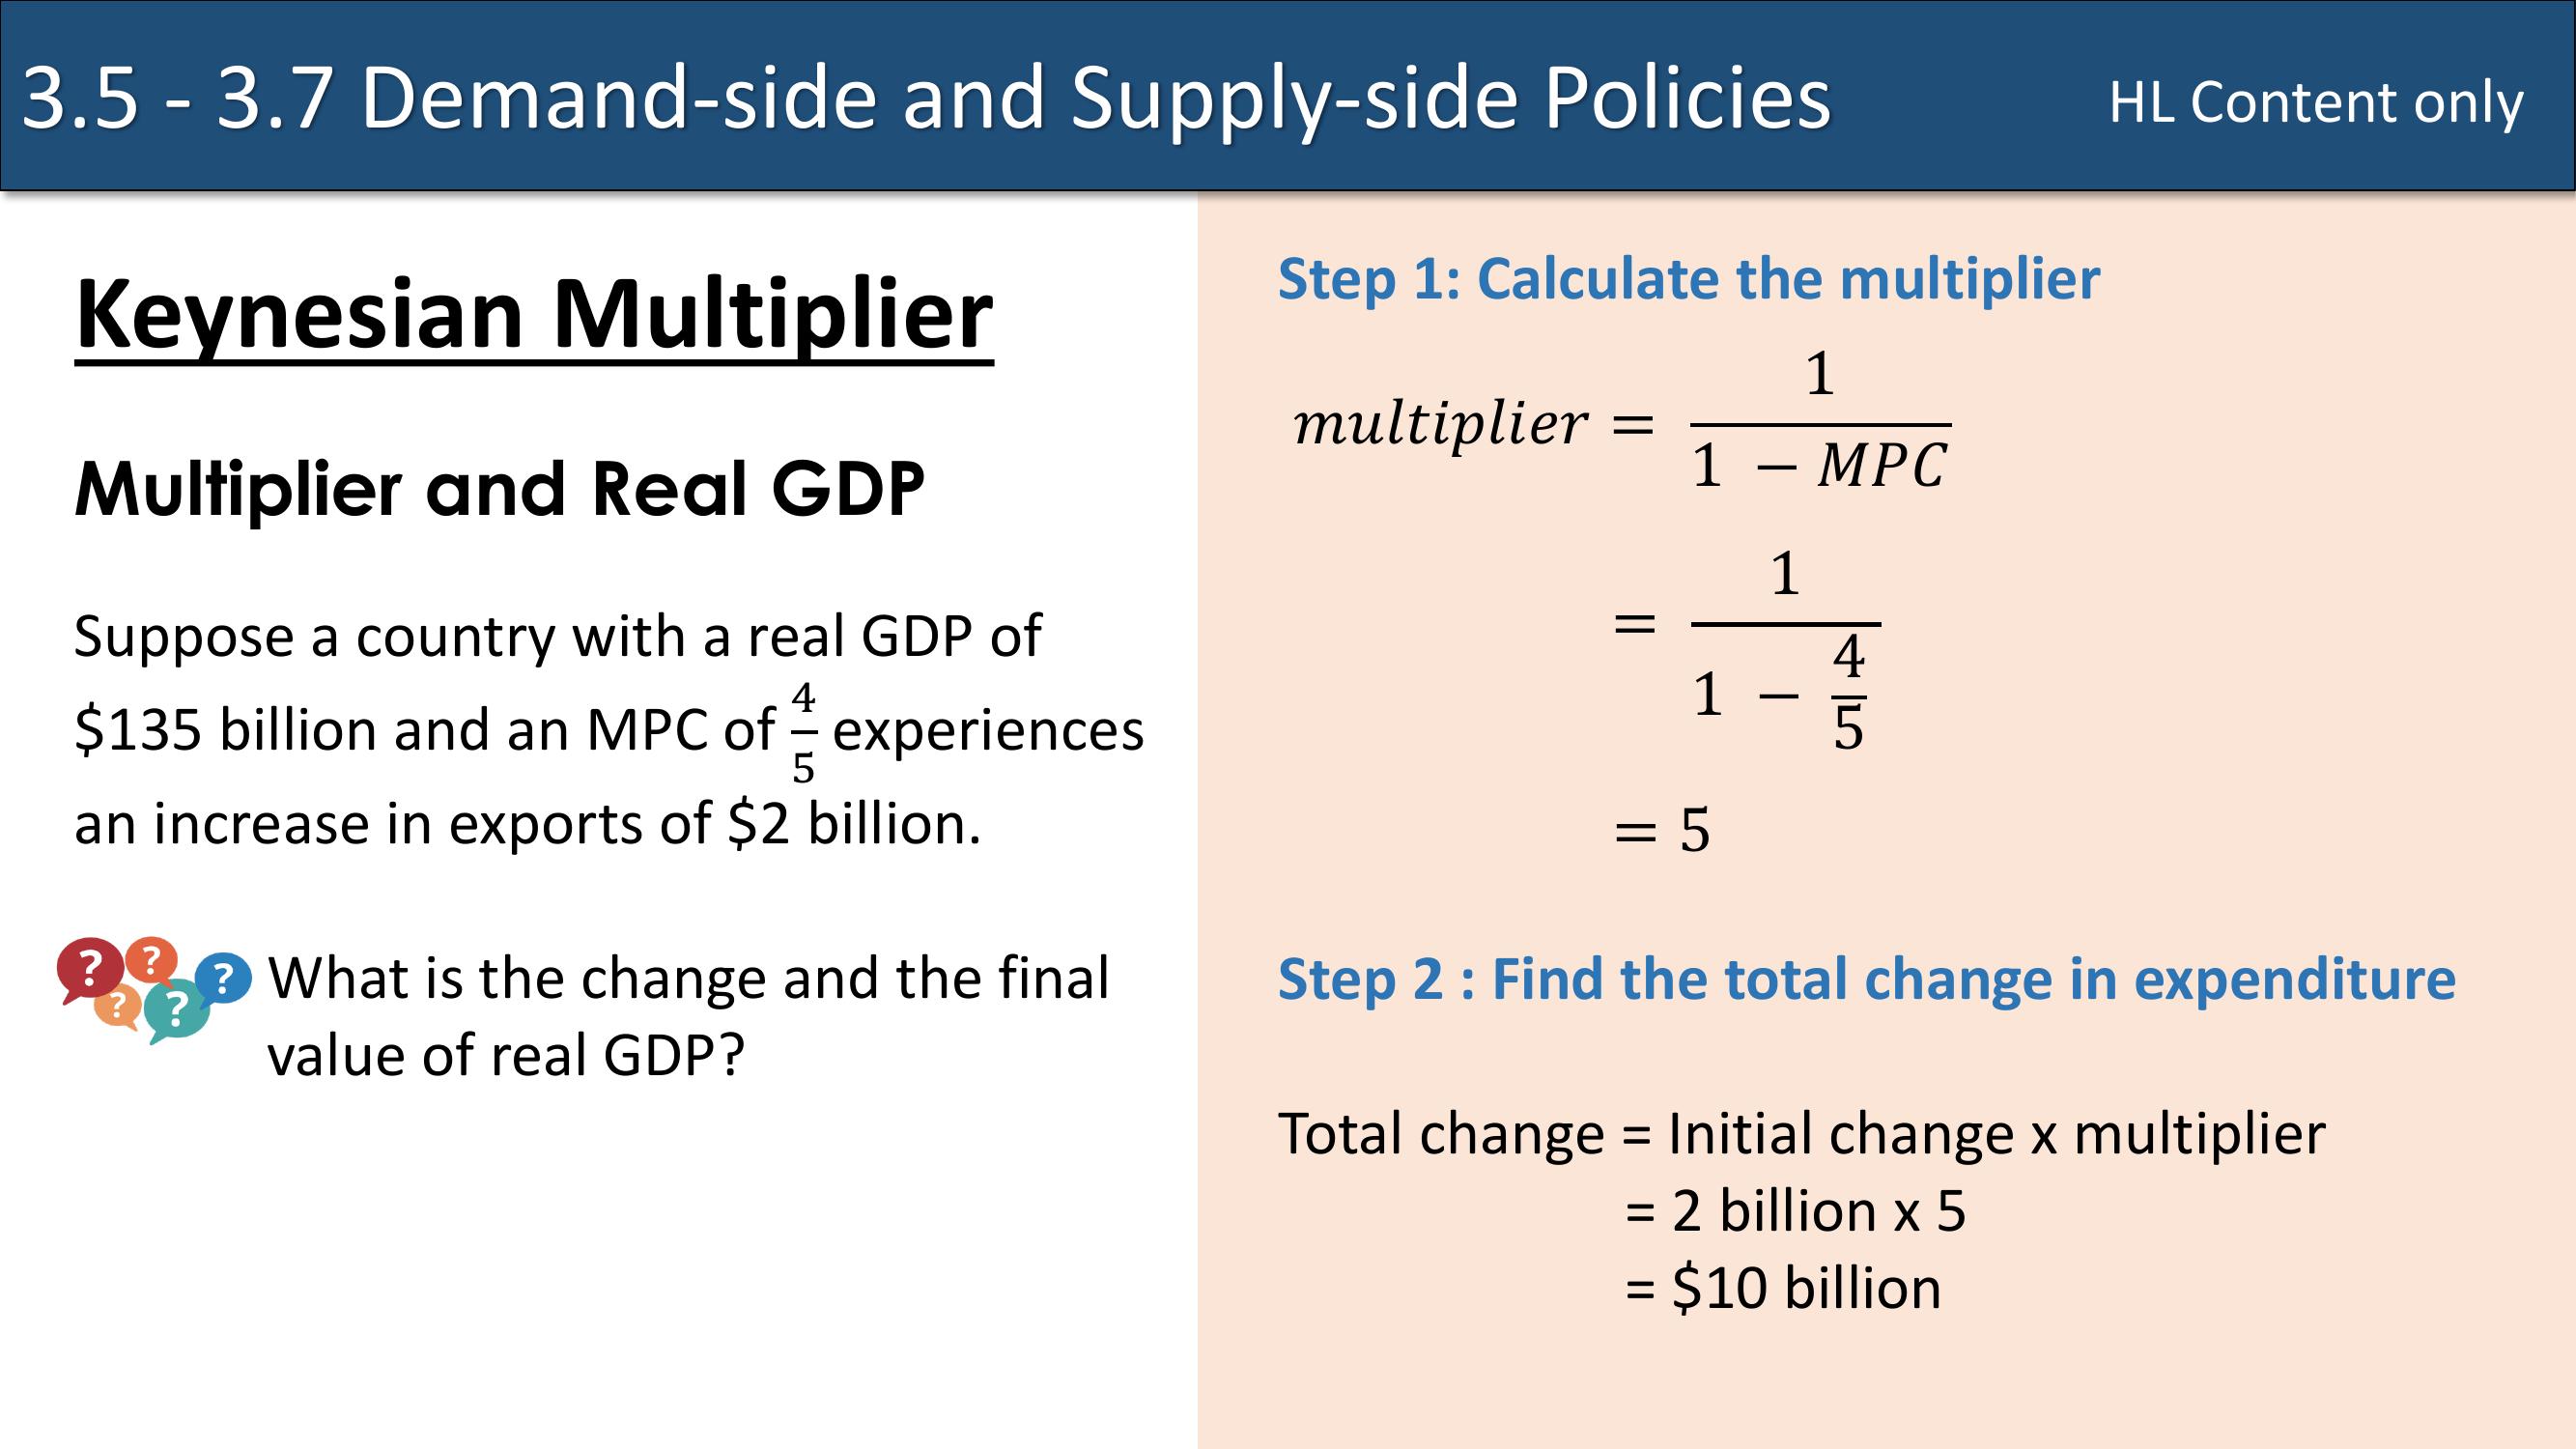 3.5 - 3.7 Demand-side and Supply-side Policies
HL Content only
Keynesian Multiplier
Multiplier and Real GDP
Suppose a country with a real GDP of
$135 billion and an MPC of 4/5 experiences
an increase in exports of $2 billion.
? ? ? ? ?
What is the change and the final
value of real GDP?
Step 1: Calculate the multiplier
multiplier = 1/(1 − MPC)
= 1/(1 − 4/5)
= 5
Step 2 : Find the total change in expenditure
Total change = Initial change x multiplier
= 2 billion x 5
= $10 billion